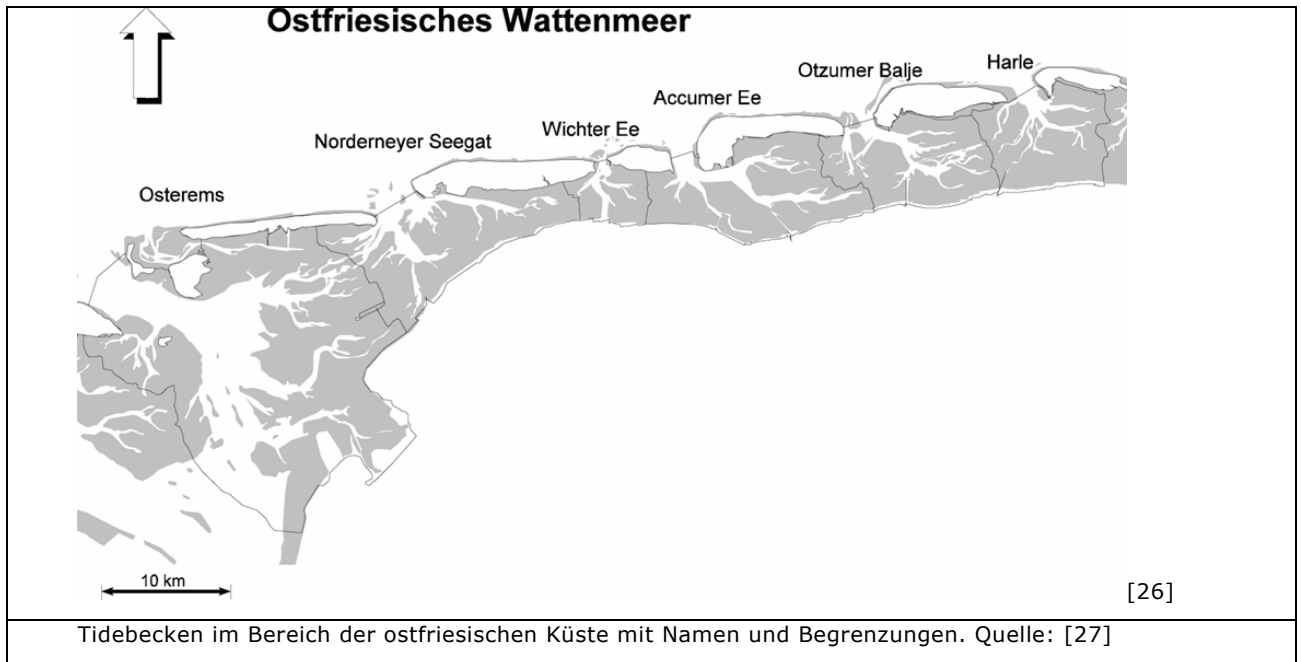 Ostfriesisches Wattenmeer
Harle
Otzumer Balje
Accumer Ee
Wichter Ee
Norderneyer Seegat
Osterems
10 km
[26]
Tidebecken im Bereich der ostfriesischen Küste mit Namen und Begrenzungen. Quelle: [27]